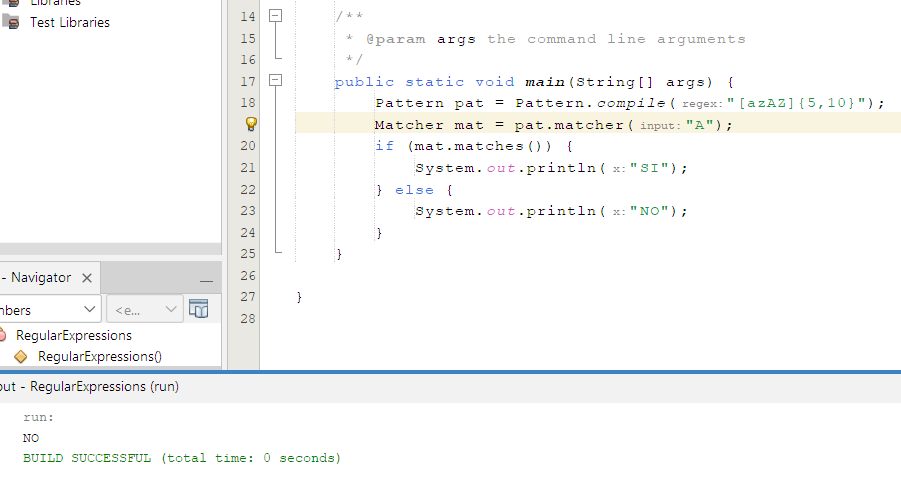 Libraries
Test Libraries
- Navigator
<e...
RegularExpressions
RegularExpressions()
14 /**
15 * @param args the command line arguments
16 */
17 public static void main(String[] args) {
18 Pattern pat = Pattern.compile( regex: "[azAZ]{5,10}");
Matcher mat = pat.matcher( input: "A");
20 if (mat.matches()) {
21 System.out.println( x: "SI");
22 } else {
23 System.out.println( x: "NO");
24 }
25 }
26
27 }
28
- RegularExpressions (run)
run:
NO
BUILD SUCCESSFUL (total time: 0 seconds)